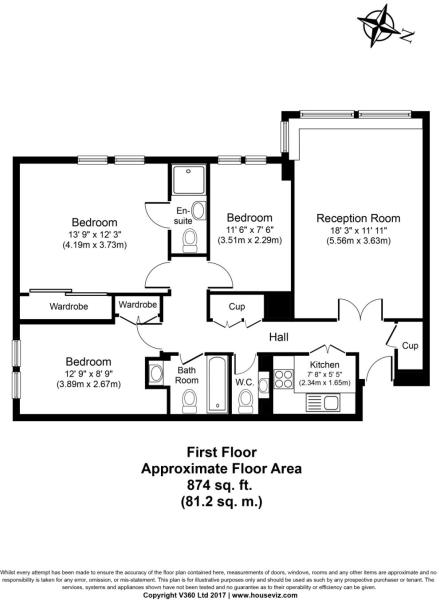 N
En-
suite
Bedroom
13' 9" x 12' 3"
(4.19m x 3.73m)
Bedroom
11' 6" x 7' 6"
(3.51m x 2.29m)
Reception Room
18' 3" x 11' 11"
(5.56m x 3.63m)
Wardrobe
Wardrobe
Cup
Hall
Cup
Bedroom
12' 9" x 8' 9"
(3.89m x 2.67m)
Bath
Room
W.C.
Kitchen
7' 8" x 5' 5"
(2.34m x 1.65m)
First Floor
Approximate Floor Area
874 sq. ft.
(81.2 sq. m.)
Whilst every attempt has been made to ensure the accuracy of the floor plan contained here, measurements of doors, windows, rooms and any other items are approximate and no
responsibility is taken for any error, omission, or mis-statement. This plan is for illustrative purposes only and should be used as such by any prospective purchaser or tenant. The
services, systems and appliances shown have not been tested and no guarantee as to their operability or efficiency can be given.
Copyright V360 Ltd 2017 | www.houseviz.com